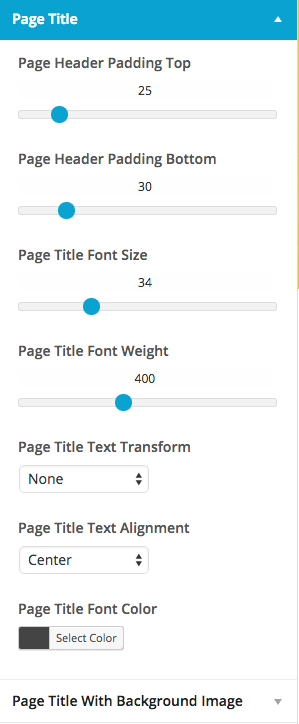 Page Title
Page Header Padding Top
25
Page Header Padding Bottom
30
Page Title Font Size
34
Page Title Font Weight
400
Page Title Text Transform
None
Page Title Text Alignment
Center
Page Title Font Color
Select Color
Page Title With Background Image